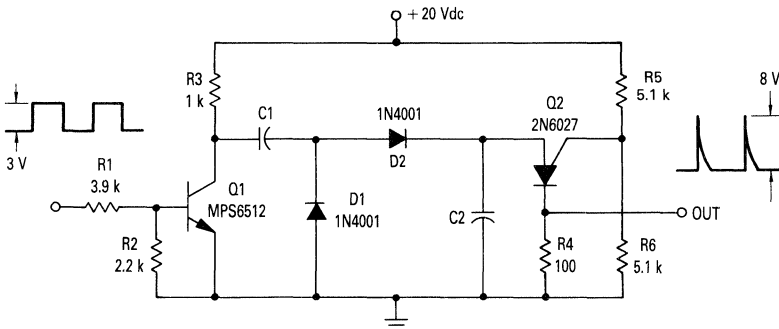 + 20 Vdc
R3
1 k
C1
1N4001
D2
Q2
2N6027
R5
5.1 k
8 V
3 V
R1
3.9 k
Q1
MPS6512
D1
1N4001
C2
OUT
R2
2.2 k
R4
100
R6
5.1 k